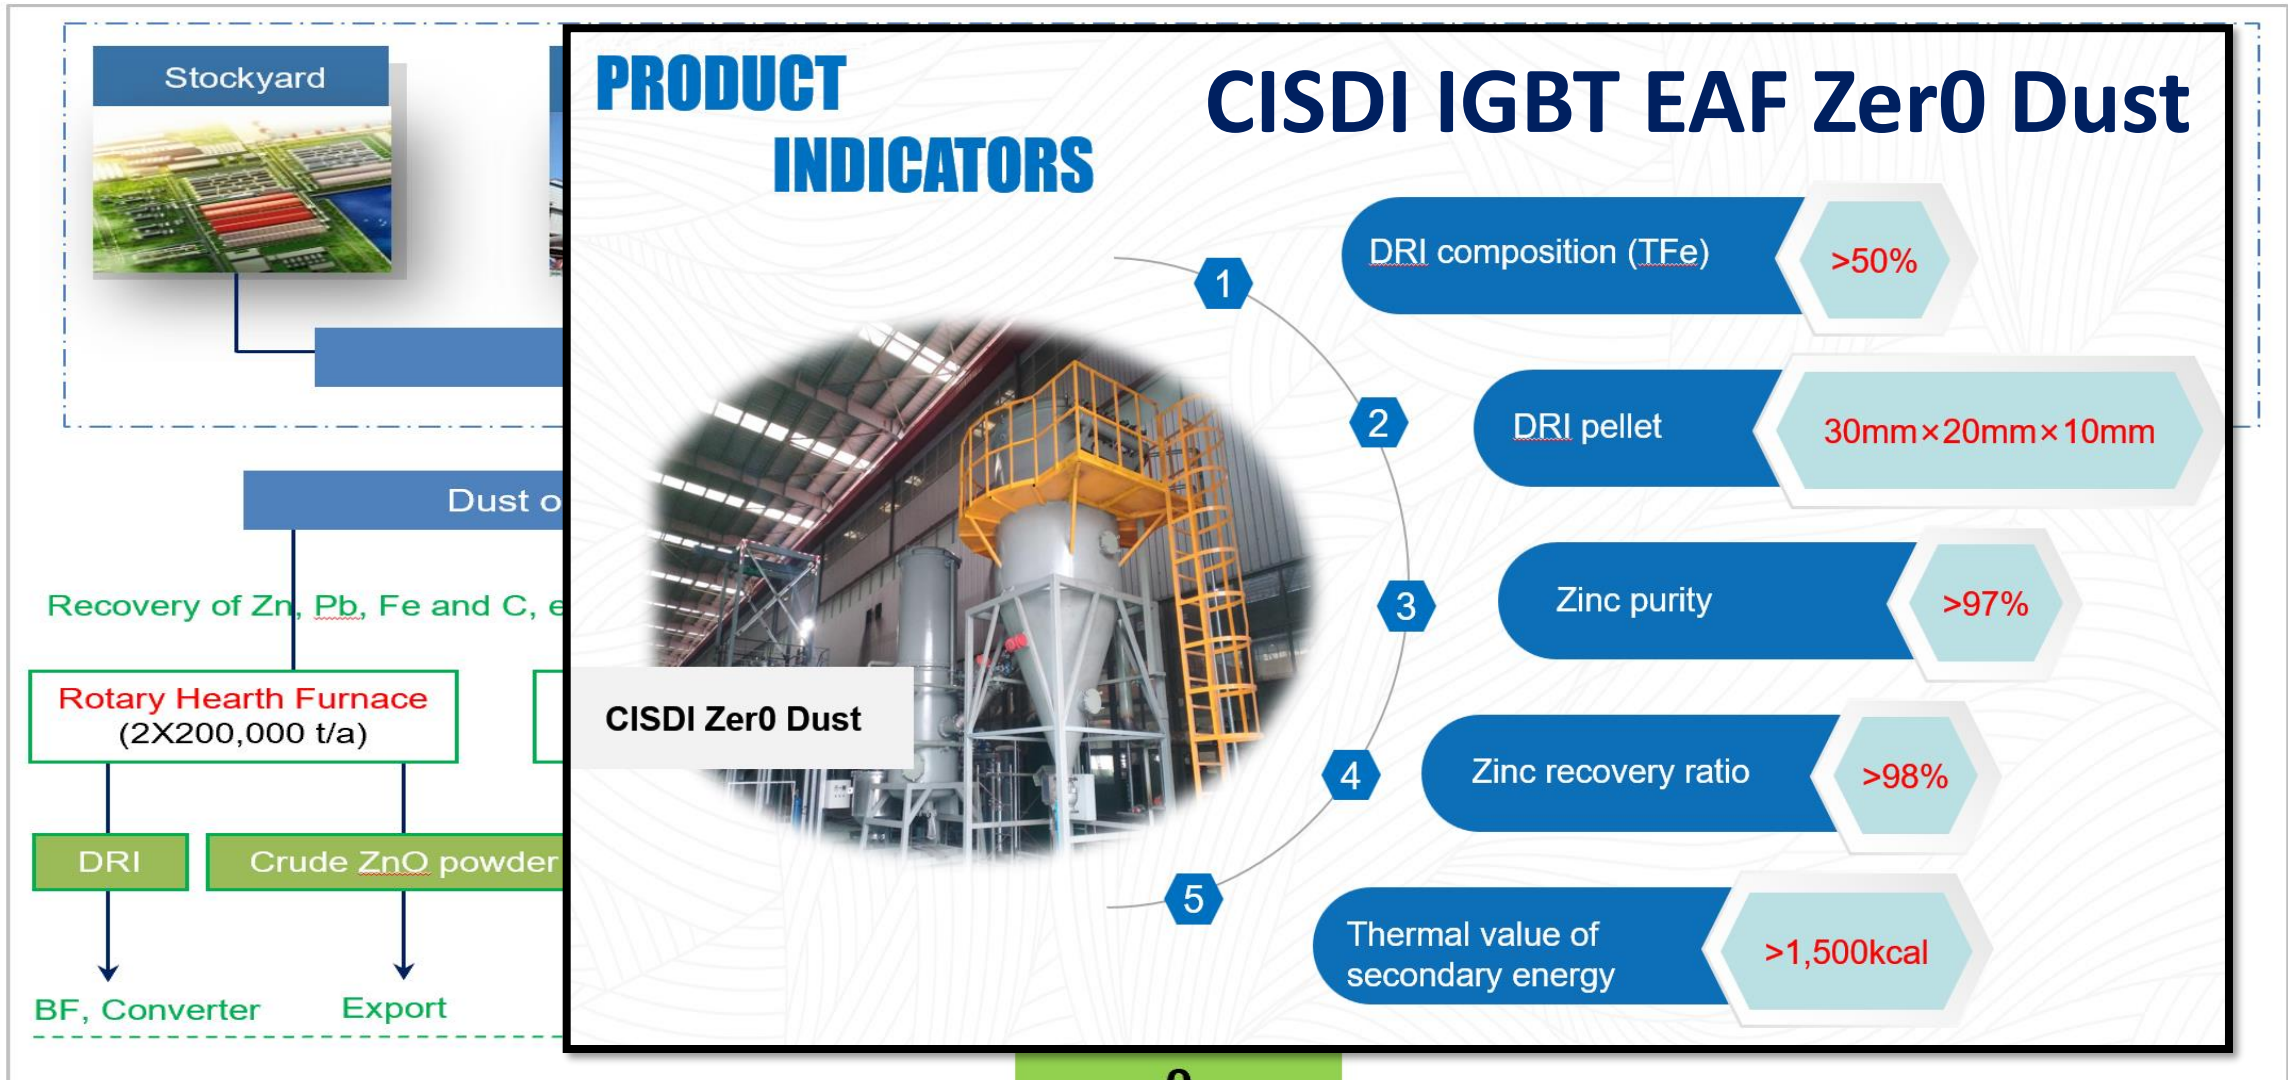 Stockyard
Dust o
Recovery of Zn, Pb, Fe and C, e
Rotary Hearth Furnace
(2X200,000 t/a)
DRI
Crude ZnO powder
BF, Converter
Export
PRODUCT
INDICATORS
CISDI IGBT EAF Zer0 Dust
CISDI Zer0 Dust
1
DRI composition (TFe)
>50%
2
DRI pellet
30mm×20mm×10mm
3
Zinc purity
>97%
4
Zinc recovery ratio
>98%
5
Thermal value of
secondary energy
>1,500kcal